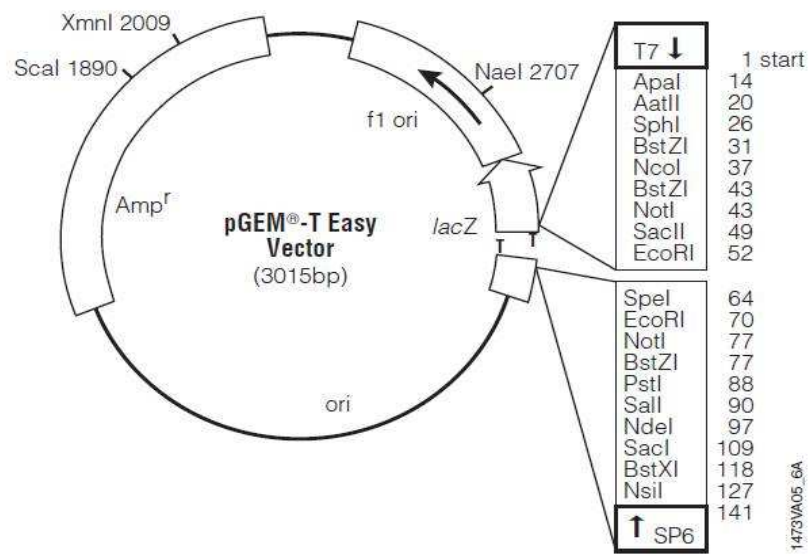 XmnI 2009
ScaI 1890
NaeI 2707
f1 ori
Ampr
pGEM®-T Easy
Vector
(3015bp)
lacZ
T T
ori
T7 ↓ 1 start
ApaI 14
AatII 20
SphI 26
BstZI 31
NcoI 37
BstZI 43
NotI 43
SacII 49
EcoRI 52
SpeI 64
EcoRI 70
NotI 77
BstZI 77
PstI 88
SalI 90
NdeI 97
SacI 109
BstXI 118
NsiI 127
141
↑ SP6
1473VA05_6A